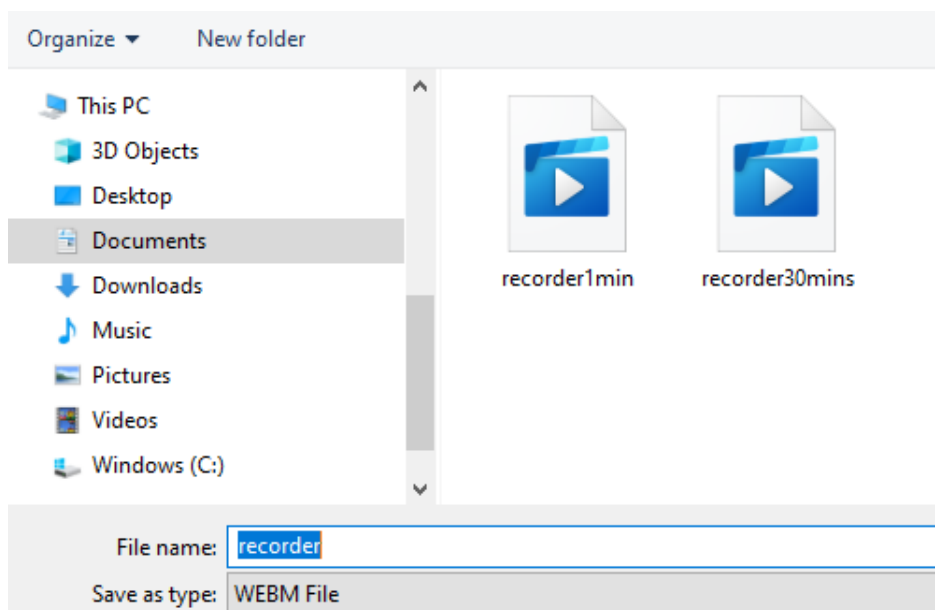 Organize New folder
This PC
3D Objects
Desktop
Documents
Downloads
Music
Pictures
Videos
Windows (C:)
recorder1min recorder30mins
File name: recorder
Save as type: WEBM File